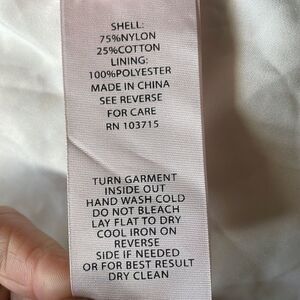 SHELL:
75%NYLON
25%COTTON
LINING:
100%POLYESTER
MADE IN CHINA
SEE REVERSE
FOR CARE
RN 103715
TURN GARMENT
INSIDE OUT
HAND WASH COLD
DO NOT BLEACH
LAY FLAT TO DRY
COOL IRON ON
REVERSE
SIDE IF NEEDED
OR FOR BEST RESULT
DRY CLEAN